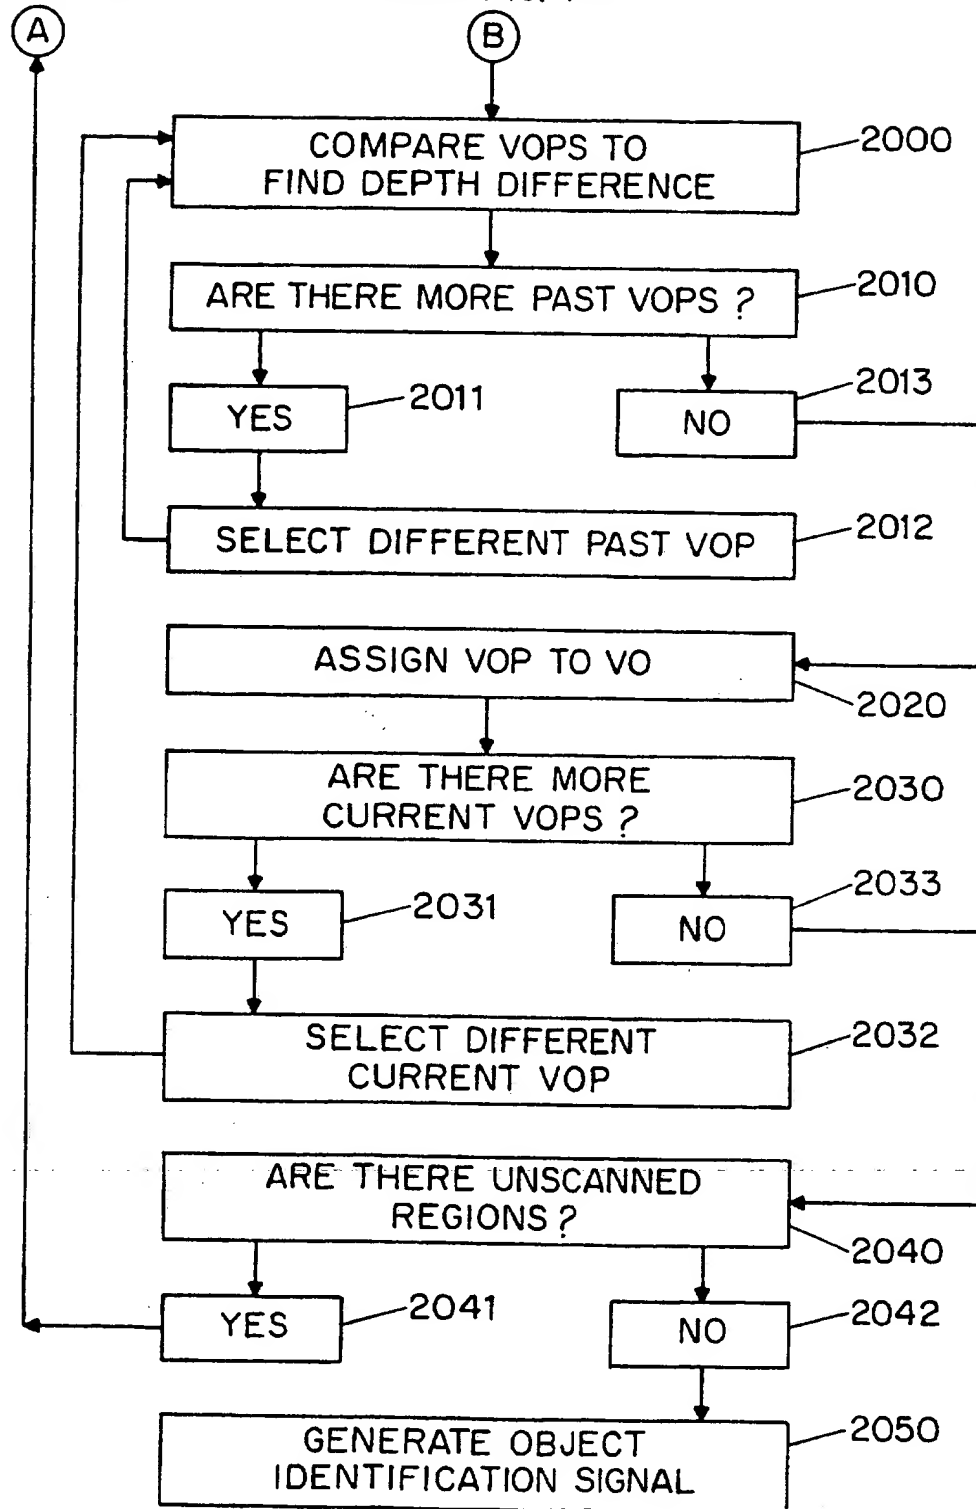 A
B
COMPARE VOPS TO
FIND DEPTH DIFFERENCE
2000
ARE THERE MORE PAST VOPS ?
2010
YES
2011
NO
2013
SELECT DIFFERENT PAST VOP
2012
ASSIGN VOP TO VO
2020
ARE THERE MORE
CURRENT VOPS ?
2030
YES
2031
NO
2033
SELECT DIFFERENT
CURRENT VOP
2032
ARE THERE UNSCANNED
REGIONS ?
2040
YES
2041
NO
2042
GENERATE OBJECT
IDENTIFICATION SIGNAL
2050